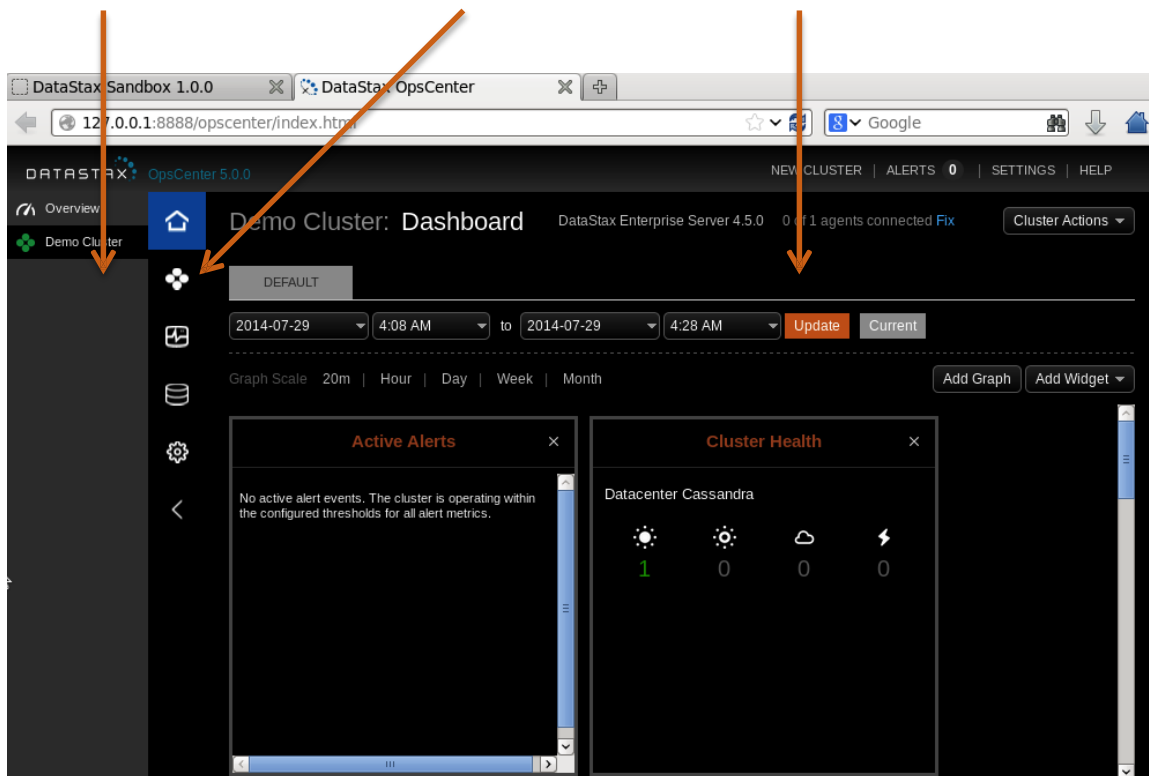 DataStax Sandbox 1.0.0 DataStax OpsCenter
127.0.0.1:8888/opscenter/index.html Google
DATASTAX OpsCenter 5.0.0 NEW CLUSTER | ALERTS 0 | SETTINGS | HELP
Overview
Demo Cluster: Dashboard DataStax Enterprise Server 4.5.0 0 of 1 agents connected Fix Cluster Actions
Demo Cluster
DEFAULT
2014-07-29 4:08 AM to 2014-07-29 4:28 AM Update Current
Graph Scale 20m | Hour | Day | Week | Month Add Graph Add Widget
Active Alerts
No active alert events. The cluster is operating within
the configured thresholds for all alert metrics.
Cluster Health
Datacenter Cassandra
1 0 0 0